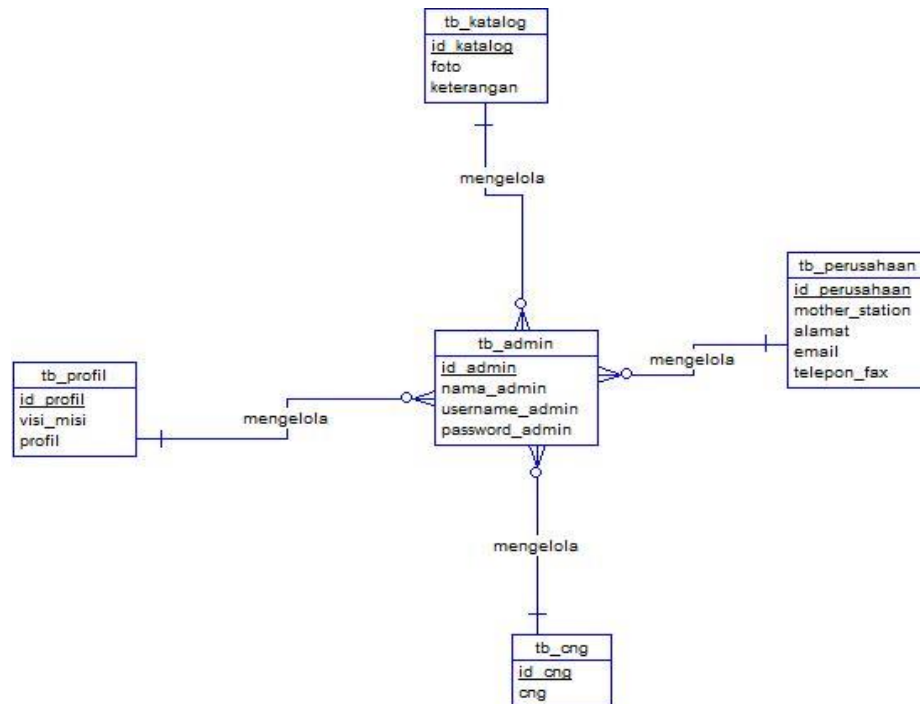 tb_katalog
id_katalog
foto
keterangan
mengelola
tb_perusahaan
id_perusahaan
mother_station
alamat
email
telepon_fax
mengelola
tb_admin
id_admin
nama_admin
username_admin
password_admin
tb_profil
id_profil
visi_misi
profil
mengelola
mengelola
tb_cng
id_cng
cng